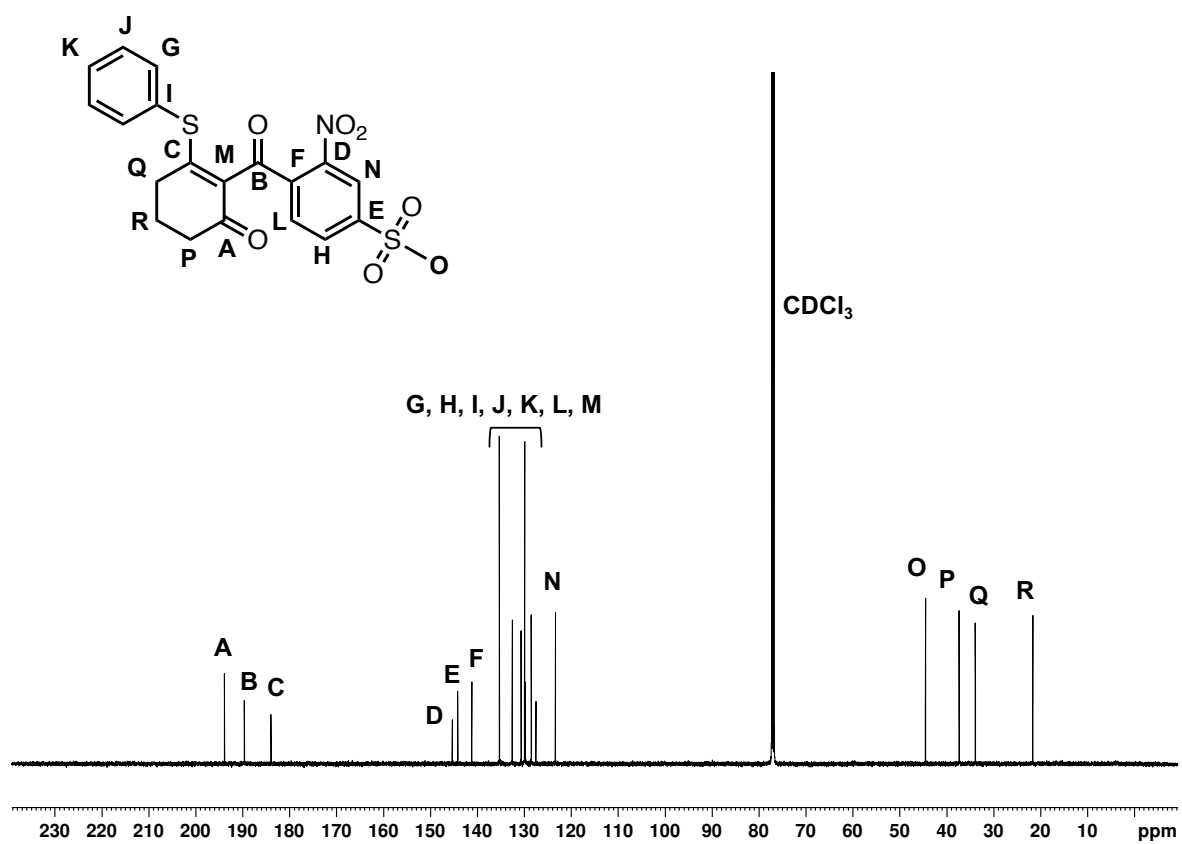 J
K
G
I
S
O
NO2
C
M
F
D
N
Q
B
E
O
R
L
S
A
O
H
O
P
O
CDCl3
G, H, I, J, K, L, M
N
O
P
Q
R
A
B
C
E
F
D
230 220 210 200 190 180 170 160 150 140 130 120 110 100 90 80 70 60 50 40 30 20 10 ppm